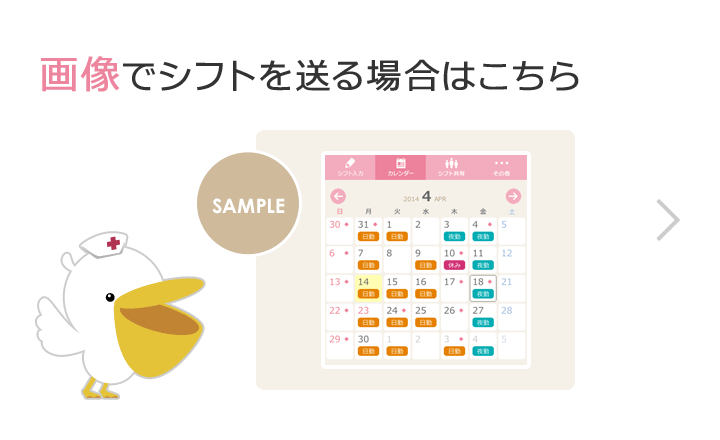 画像でシフトを送る場合はこちら
SAMPLE
シフト入力 カレンダー シフト共有 その他
2014 4 APR
日 月 火 水 木 金 土
30 31 1 2 3 4 5
日勤 日勤 夜勤 夜勤
6 7 8 9 10 11 12
日勤 日勤 休み 夜勤
13 14 15 16 17 18 19
日勤 日勤 日勤 夜勤
22 23 24 25 26 27 28
日勤 日勤 日勤 夜勤
29 30 1 2 3 4 5
日勤 日勤 夜勤